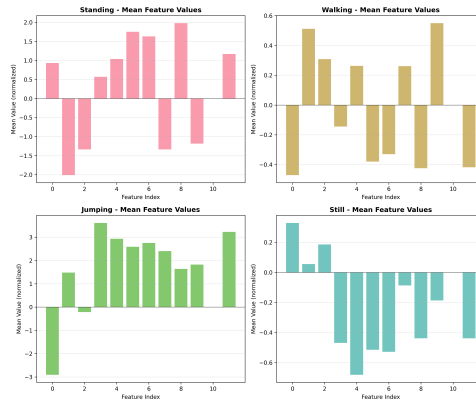 Standing - Mean Feature Values
2.0
1.5
1.0
0.5
0.0
−0.5
−1.0
−1.5
−2.0
Mean Value (normalized)
0 2 4 6 8 10
Feature Index
Walking - Mean Feature Values
0.6
0.4
0.2
0.0
−0.2
−0.4
Mean Value (normalized)
0 2 4 6 8 10
Feature Index
Jumping - Mean Feature Values
3
2
1
0
−1
−2
−3
Mean Value (normalized)
0 2 4 6 8 10
Feature Index
Still - Mean Feature Values
0.2
0.0
−0.2
−0.4
−0.6
Mean Value (normalized)
0 2 4 6 8 10
Feature Index